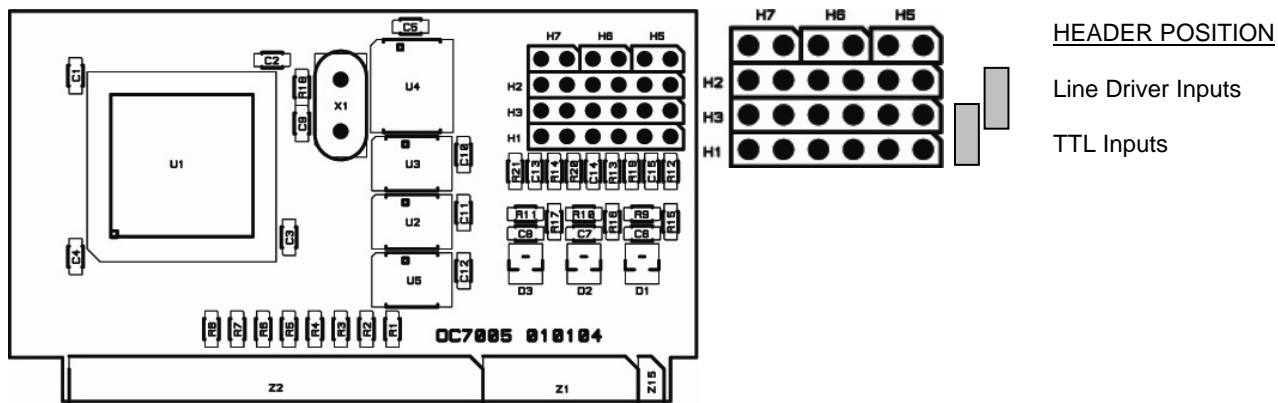 C5
H7 H6 H5
C1
C2
R18
U4
X1
H2
H3
C9
H1
U1
U3
C10
R21 C13 R14 R20 C14 R13 R19 C15 R12
U2
C11
R11 R17 R10 R16 R9 R15
C8 C7 C6
C3
C4
U5
C12
D3 D2 D1
R8 R7 R6 R5 R4 R3 R2 R1
OC7005 010104
Z2 Z1 Z15
H7 H6 H5
H2
H3
H1
HEADER POSITION
Line Driver Inputs
TTL Inputs